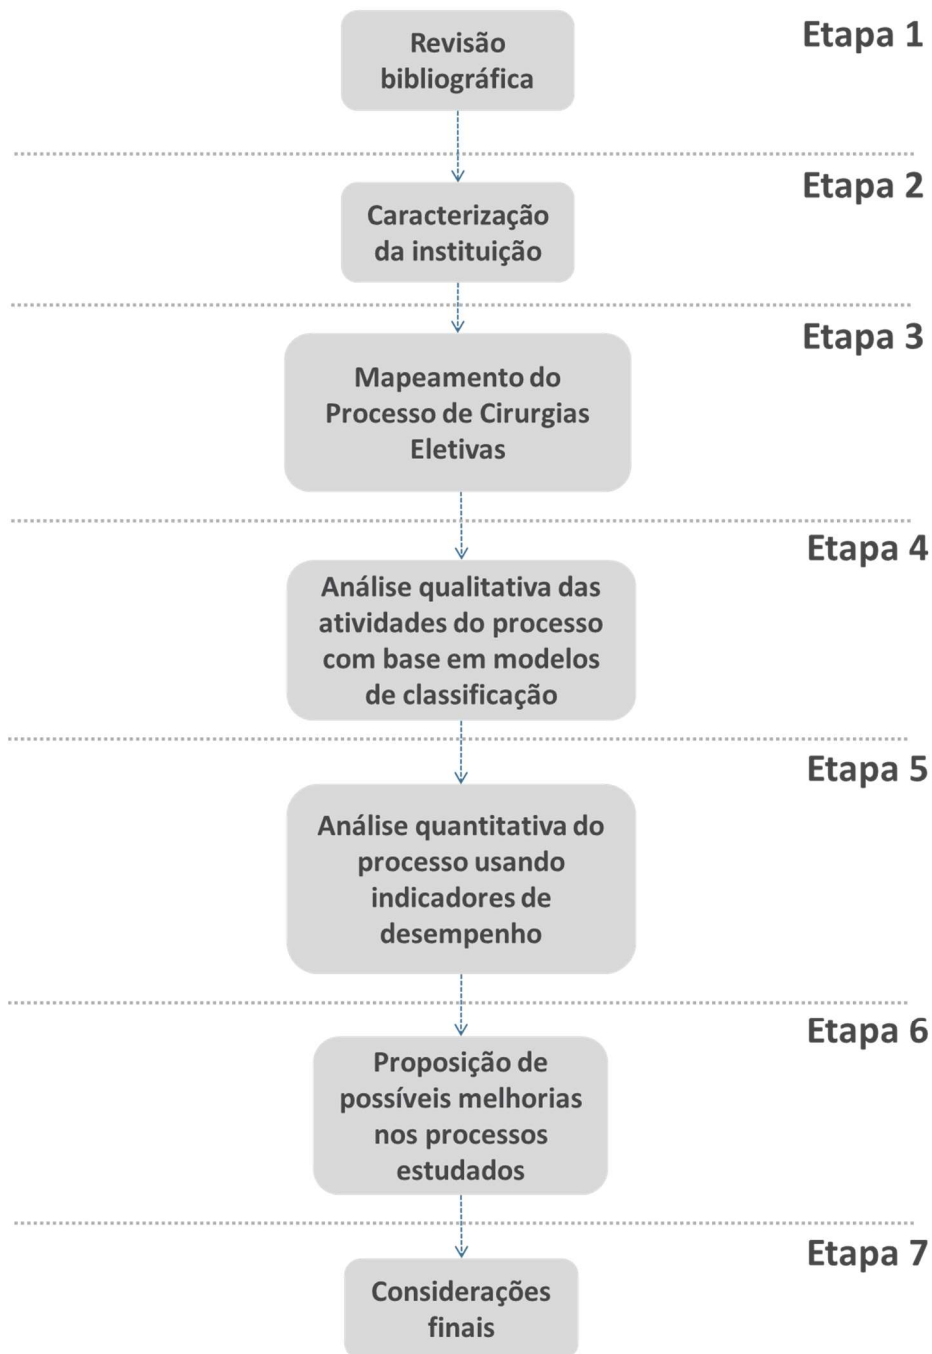 Etapa 1
Revisão
bibliográfica
Etapa 2
Caracterização
da instituição
Etapa 3
Mapeamento do
Processo de Cirurgias
Eletivas
Etapa 4
Análise qualitativa das
atividades do processo
com base em modelos
de classificação
Etapa 5
Análise quantitativa do
processo usando
indicadores de
desempenho
Etapa 6
Proposição de
possíveis melhorias
nos processos
estudados
Etapa 7
Considerações
finais